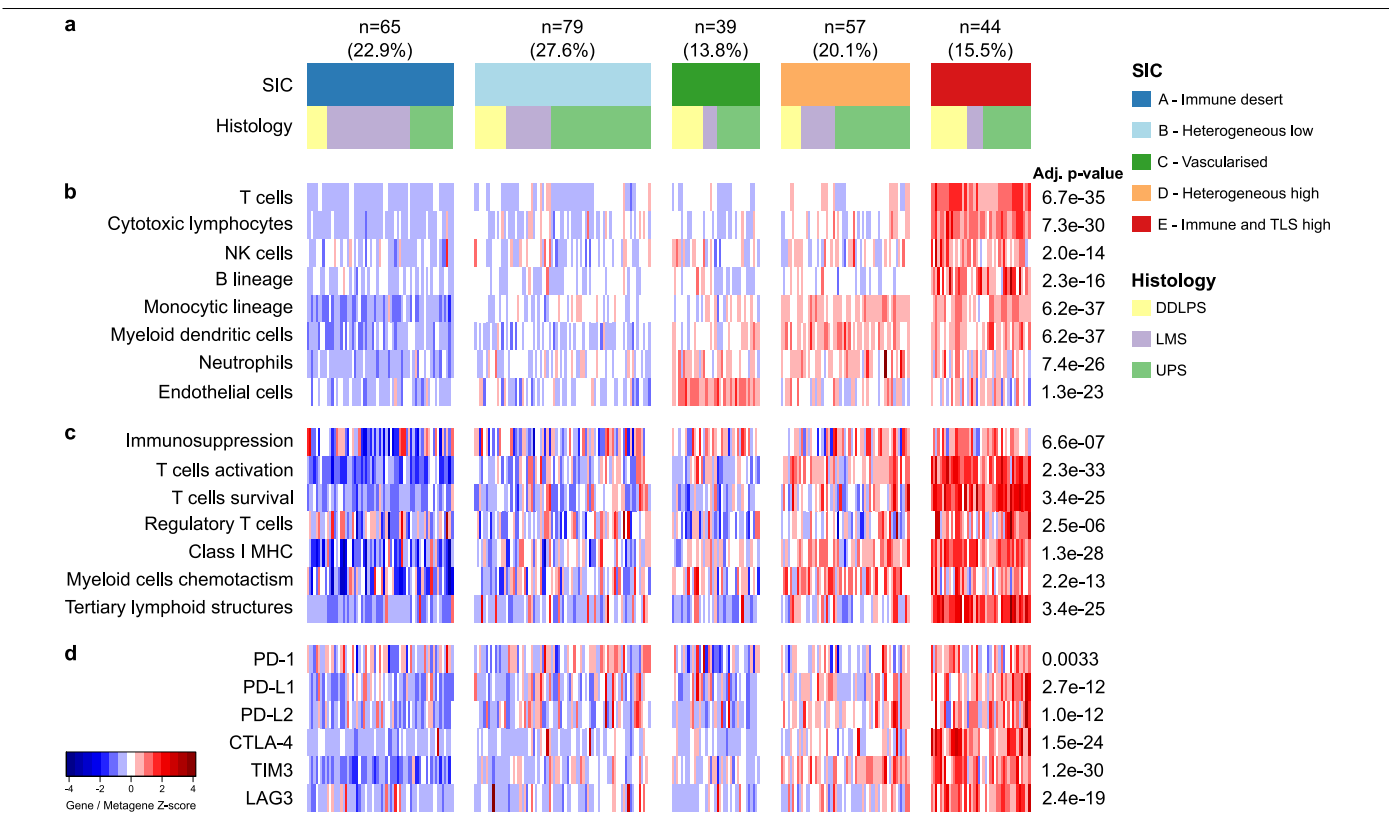 a
n=65 n=79 n=39 n=57 n=44
(22.9%) (27.6%) (13.8%) (20.1%) (15.5%)
SIC
Histology
SIC
A - Immune desert
B - Heterogeneous low
C - Vascularised
D - Heterogeneous high
E - Immune and TLS high
Histology
DDLPS
LMS
UPS
Adj. p-value
b
T cells 6.7e-35
Cytotoxic lymphocytes 7.3e-30
NK cells 2.0e-14
B lineage 2.3e-16
Monocytic lineage 6.2e-37
Myeloid dendritic cells 6.2e-37
Neutrophils 7.4e-26
Endothelial cells 1.3e-23
c
Immunosuppression 6.6e-07
T cells activation 2.3e-33
T cells survival 3.4e-25
Regulatory T cells 2.5e-06
Class I MHC 1.3e-28
Myeloid cells chemotactism 2.2e-13
Tertiary lymphoid structures 3.4e-25
d
PD-1 0.0033
PD-L1 2.7e-12
PD-L2 1.0e-12
CTLA-4 1.5e-24
TIM3 1.2e-30
LAG3 2.4e-19
-4 -2 0 2 4
Gene / Metagene Z-score